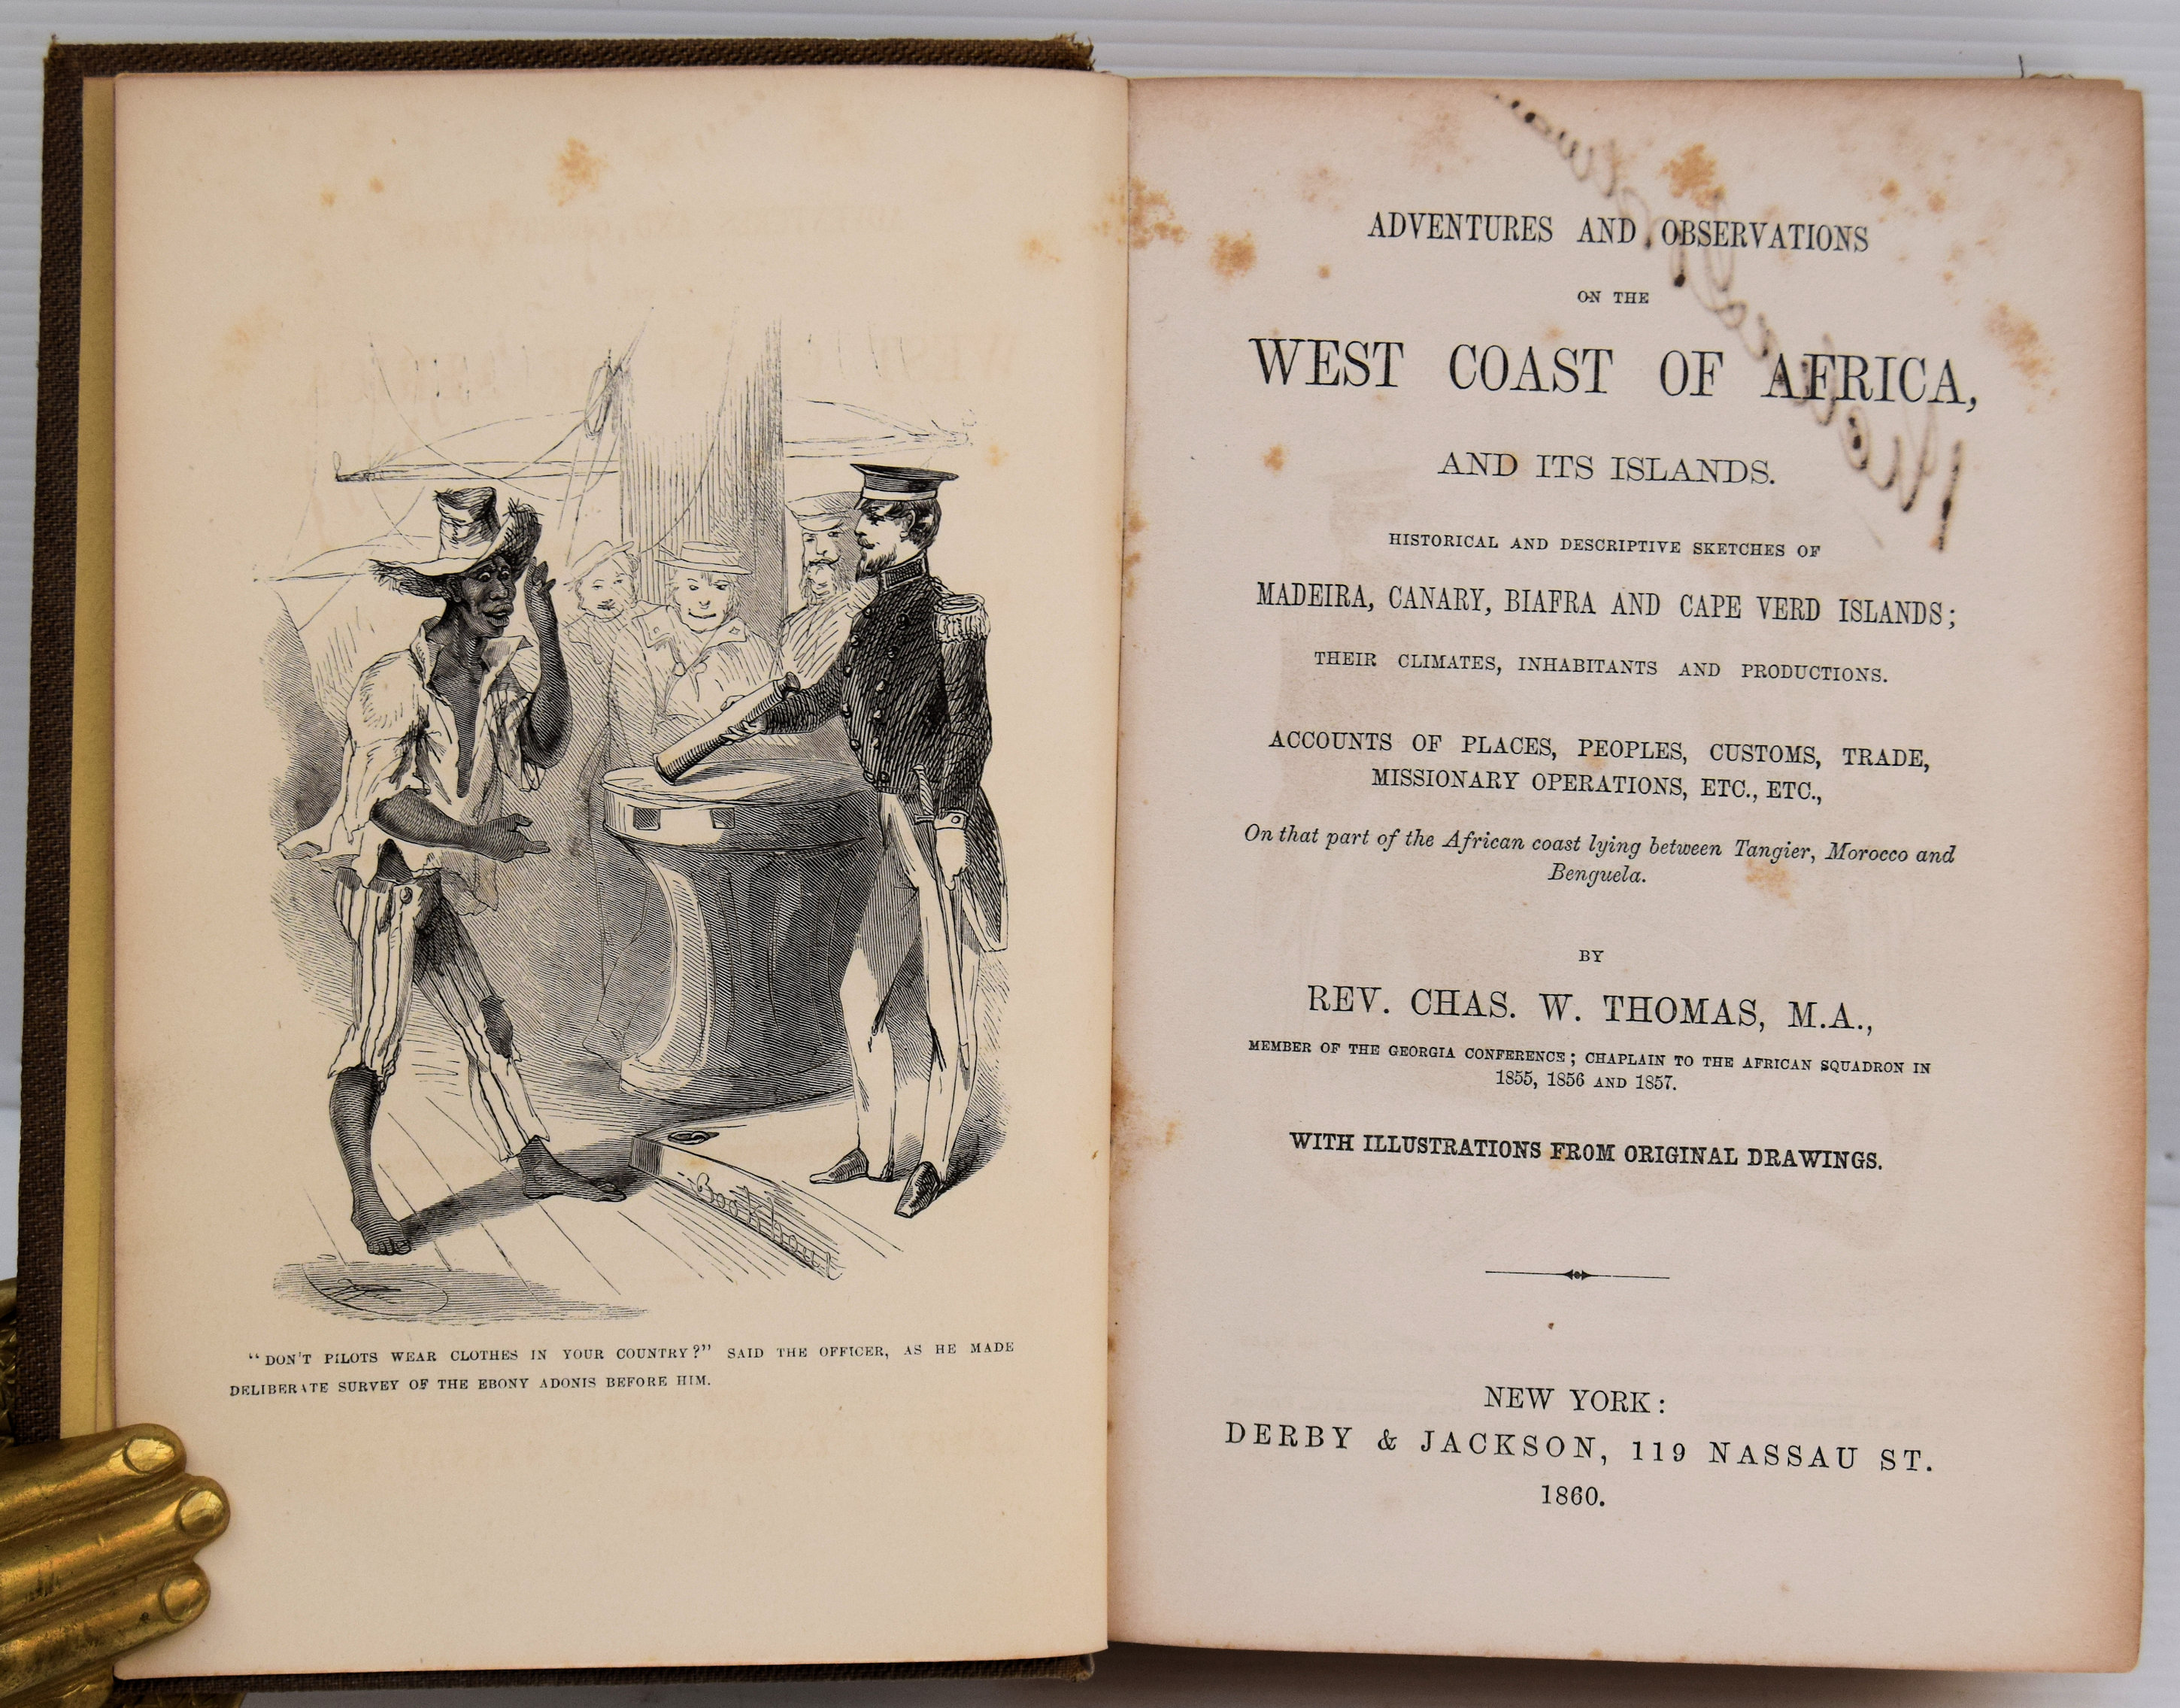 "DON'T PILOTS WEAR CLOTHES IN YOUR COUNTRY?" SAID THE OFFICER, AS HE MADE
DELIBERATE SURVEY OF THE EBONY ADONIS BEFORE HIM.
ADVENTURES AND OBSERVATIONS
ON THE
WEST COAST OF AFRICA,
AND ITS ISLANDS.
HISTORICAL AND DESCRIPTIVE SKETCHES OF
MADEIRA, CANARY, BIAFRA AND CAPE VERD ISLANDS;
THEIR CLIMATES, INHABITANTS AND PRODUCTIONS.
ACCOUNTS OF PLACES, PEOPLES, CUSTOMS, TRADE,
MISSIONARY OPERATIONS, ETC., ETC.,
On that part of the African coast lying between Tangier, Morocco and
Benguela.
BY
REV. CHAS. W. THOMAS, M.A.,
MEMBER OF THE GEORGIA CONFERENCE; CHAPLAIN TO THE AFRICAN SQUADRON IN
1855, 1856 AND 1857.
WITH ILLUSTRATIONS FROM ORIGINAL DRAWINGS.
NEW YORK:
DERBY & JACKSON, 119 NASSAU ST.
1860.